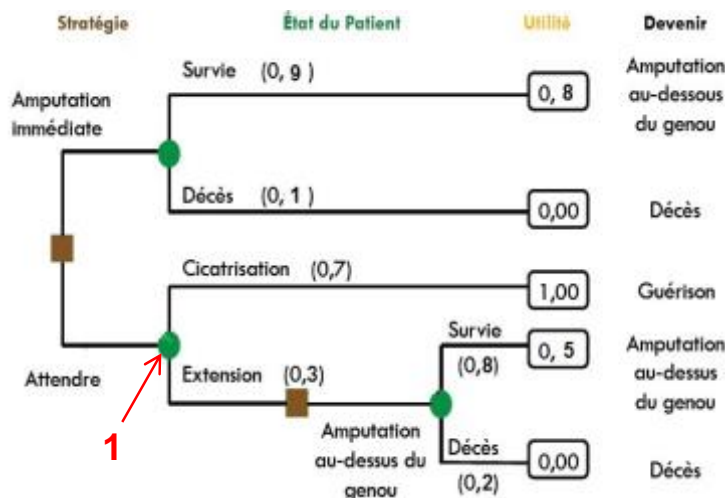 Stratégie État du Patient Utilité Devenir
Survie (0, 9)
0, 8
Amputation
au-dessous
du genou
Amputation
immédiate
Décès (0, 1)
0,00
Décès
Cicatrisation (0,7)
1,00
Guérison
Attendre
1
Extension (0,3)
Survie
(0,8)
0, 5
Amputation
au-dessus
du genou
Amputation
au-dessus du
genou
Décès
(0,2)
0,00
Décès